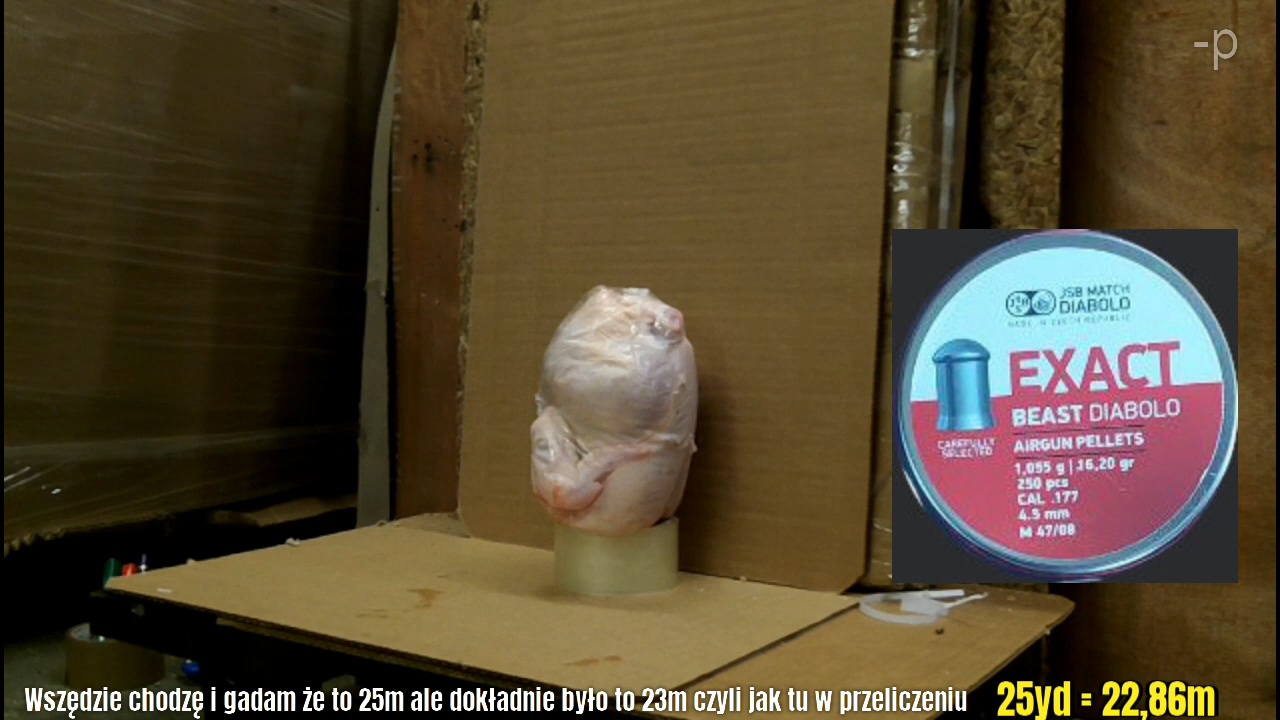 -p
JSB MATCH
DIABOLO
MADE IN CZECH REPUBLIC
EXACT
BEAST DIABOLO
CAREFULLY
SELECTED
AIRGUN PELLETS
1,055 g | 16,20 gr
250 pcs
CAL .177
4.5 mm
M 47/08
Wszędzie chodzę i gadam że to 25m ale dokładnie było to 23m czyli jak tu w przeliczeniu
25yd = 22,86m